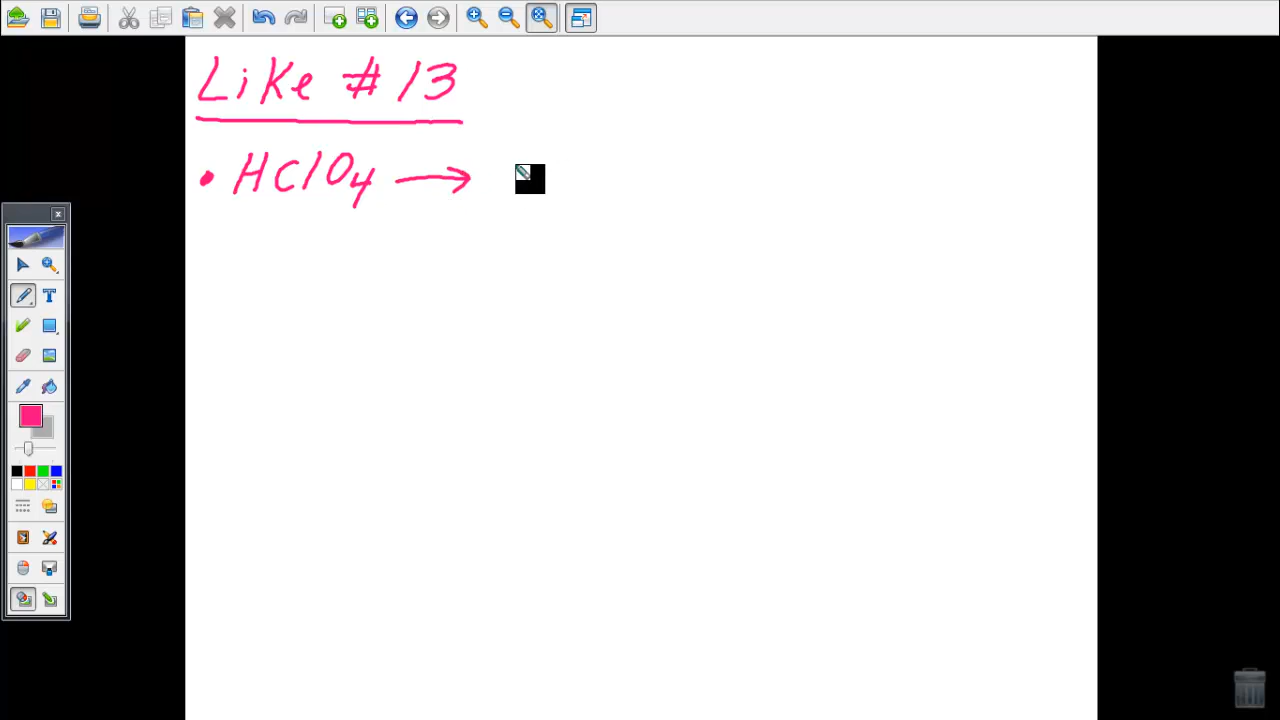 Like # 13
• HClO₄ →